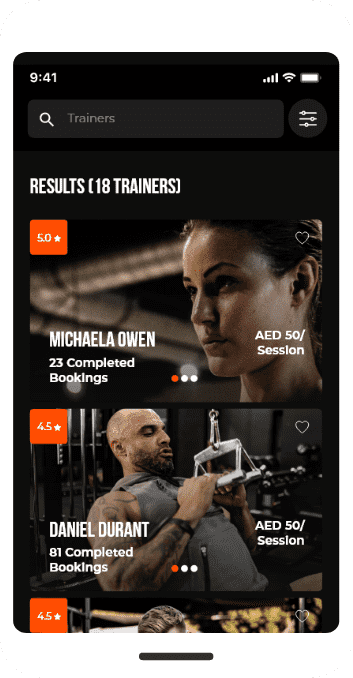 9:41
Trainers
RESULTS (18 TRAINERS)
5.0
MICHAELA OWEN
23 Completed
Bookings
AED 50/
Session
4.5
DANIEL DURANT
81 Completed
Bookings
AED 50/
Session
4.5